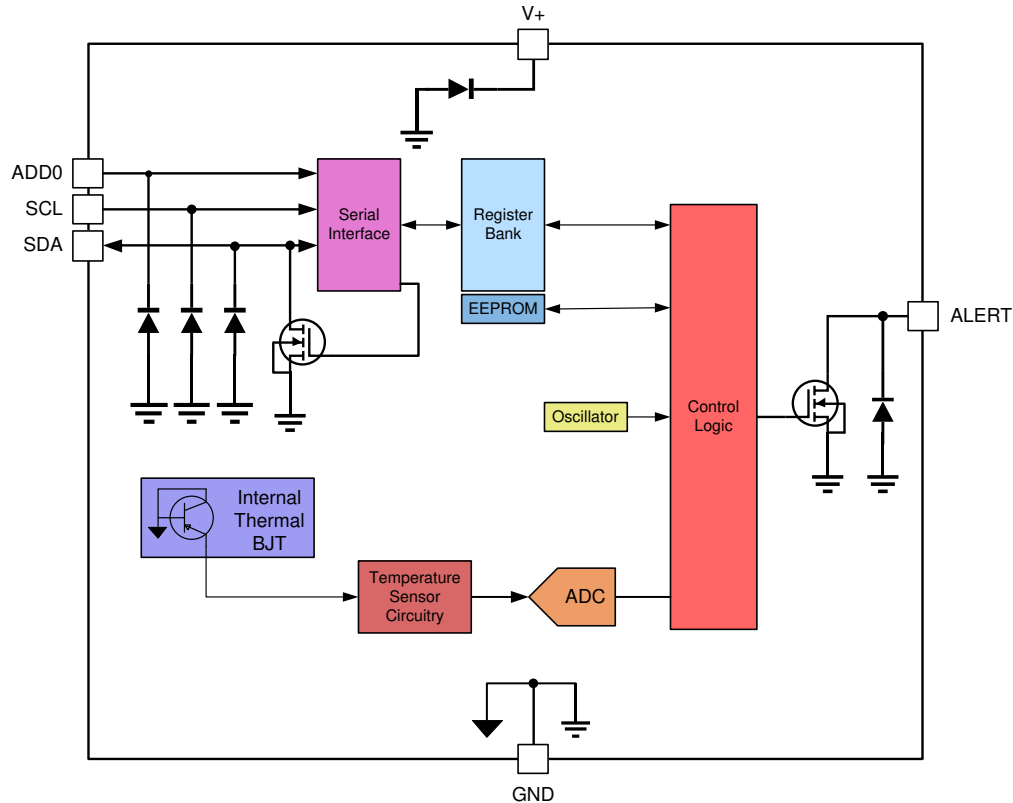 V+
ADD0
SCL
SDA
Serial
Interface
Register
Bank
EEPROM
ALERT
Oscillator
Control
Logic
Internal
Thermal
BJT
Temperature
Sensor
Circuitry
ADC
GND